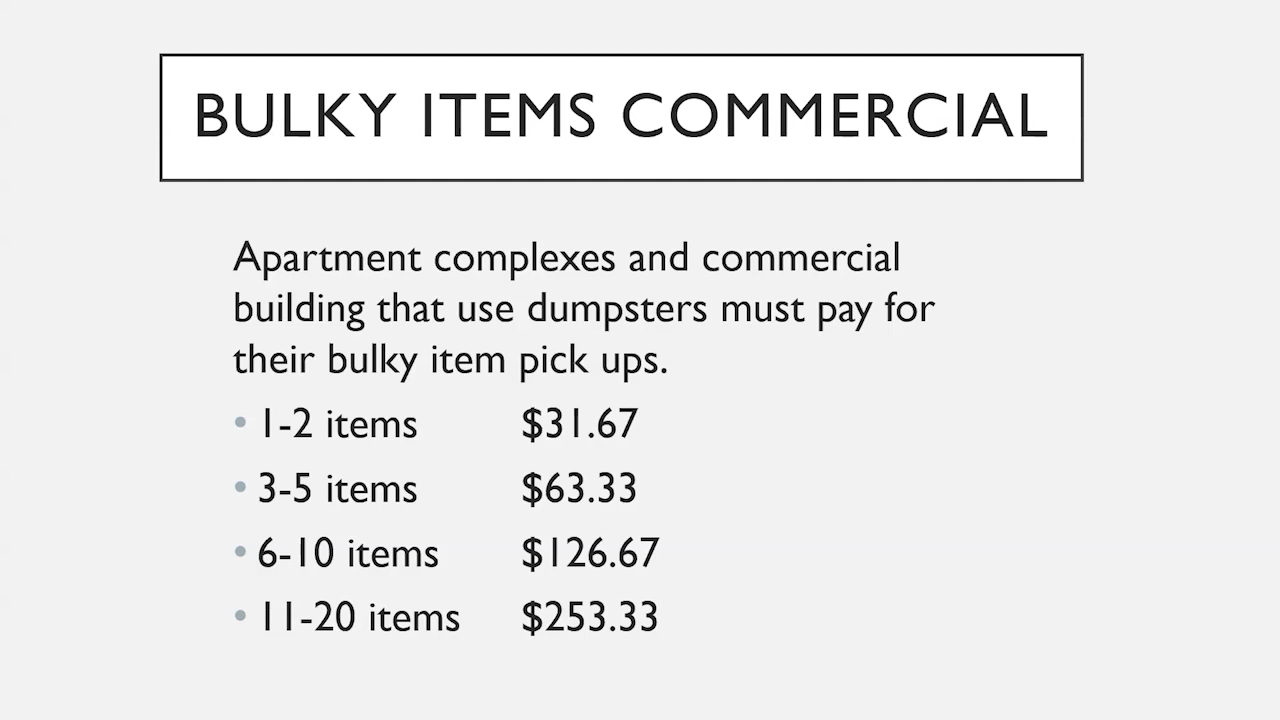 BULKY ITEMS COMMERCIAL
Apartment complexes and commercial
building that use dumpsters must pay for
their bulky item pick ups.
• 1-2 items $31.67
• 3-5 items $63.33
• 6-10 items $126.67
• 11-20 items $253.33